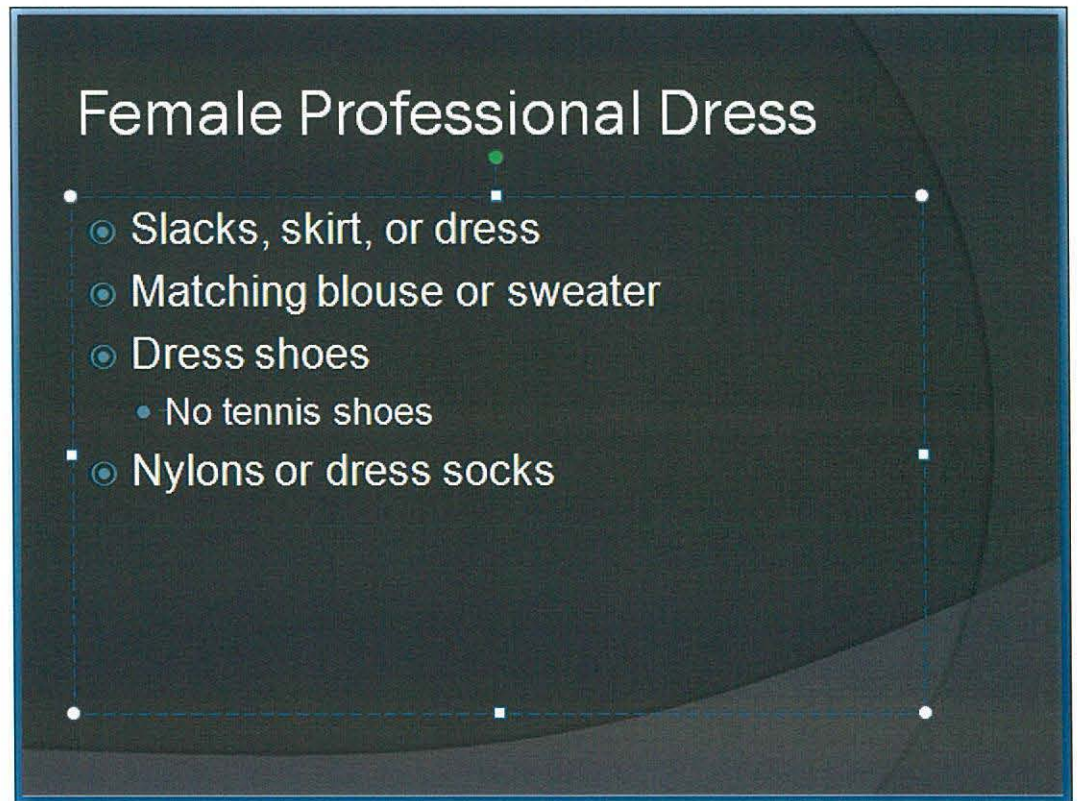 Female Professional Dress
Slacks, skirt, or dress
Matching blouse or sweater
Dress shoes
No tennis shoes
Nylons or dress socks